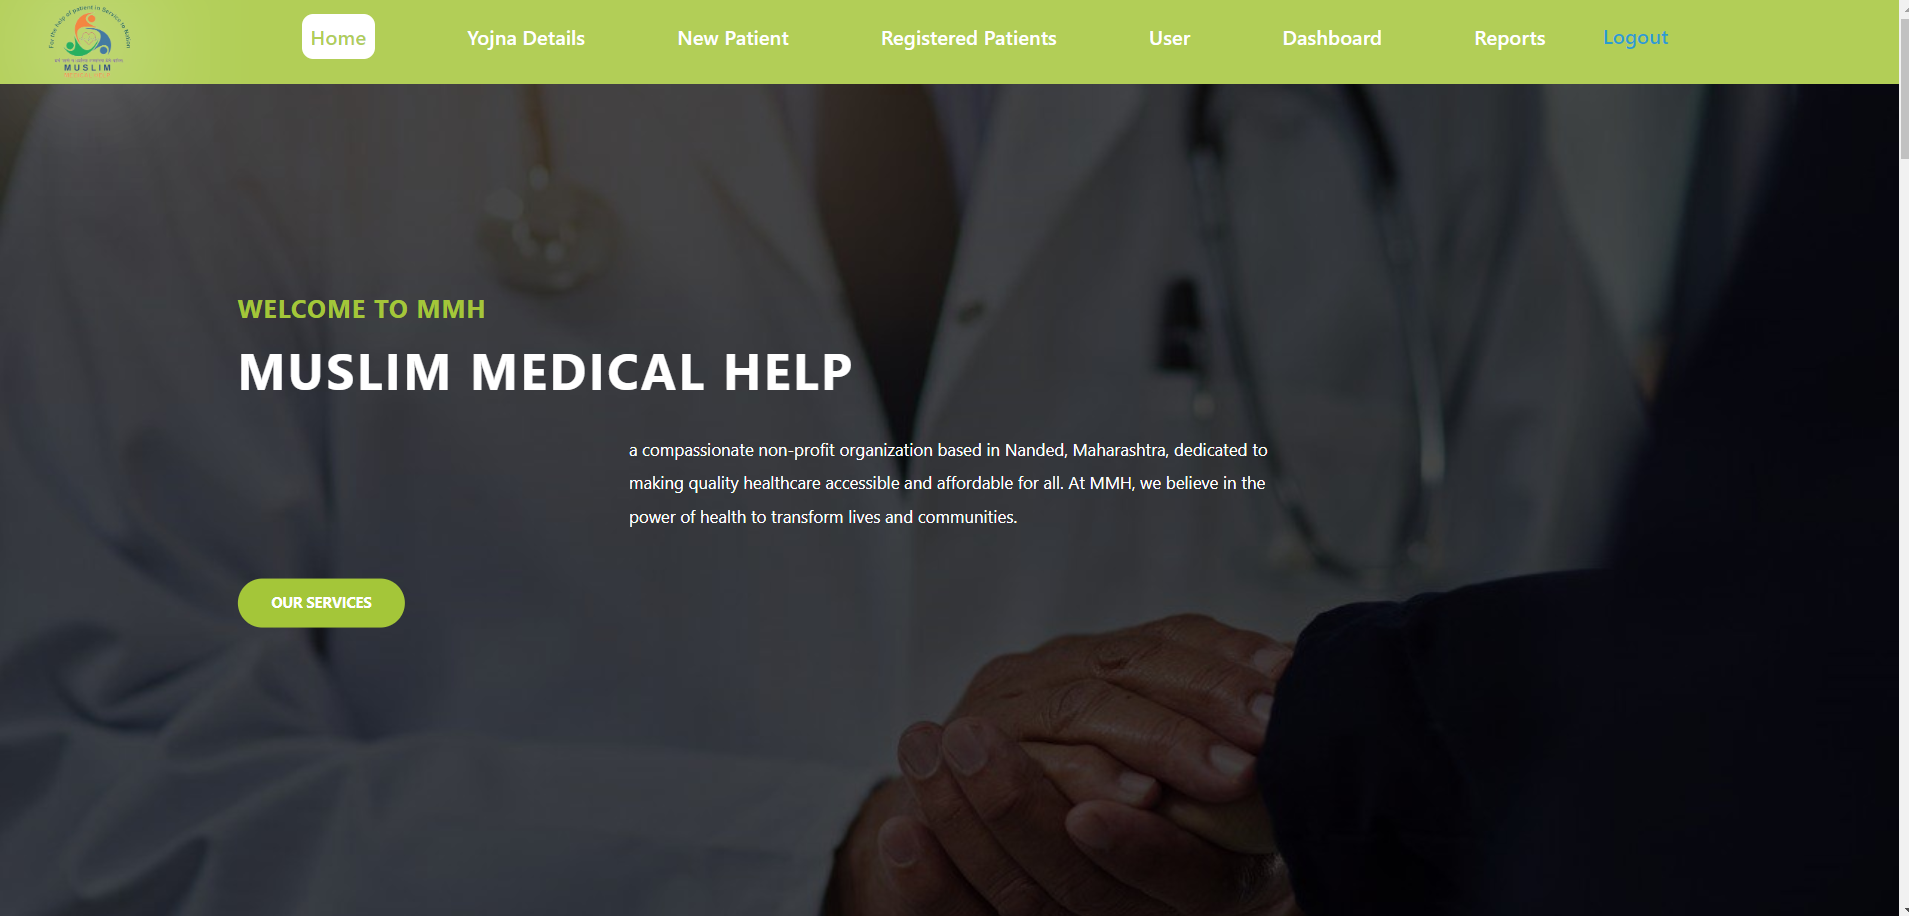 For the help of patient in Service to Nation
MUSLIM
MEDICAL HELP
Home
Yojna Details
New Patient
Registered Patients
User
Dashboard
Reports
Logout
WELCOME TO MMH
MUSLIM MEDICAL HELP
a compassionate non-profit organization based in Nanded, Maharashtra, dedicated to
making quality healthcare accessible and affordable for all. At MMH, we believe in the
power of health to transform lives and communities.
OUR SERVICES